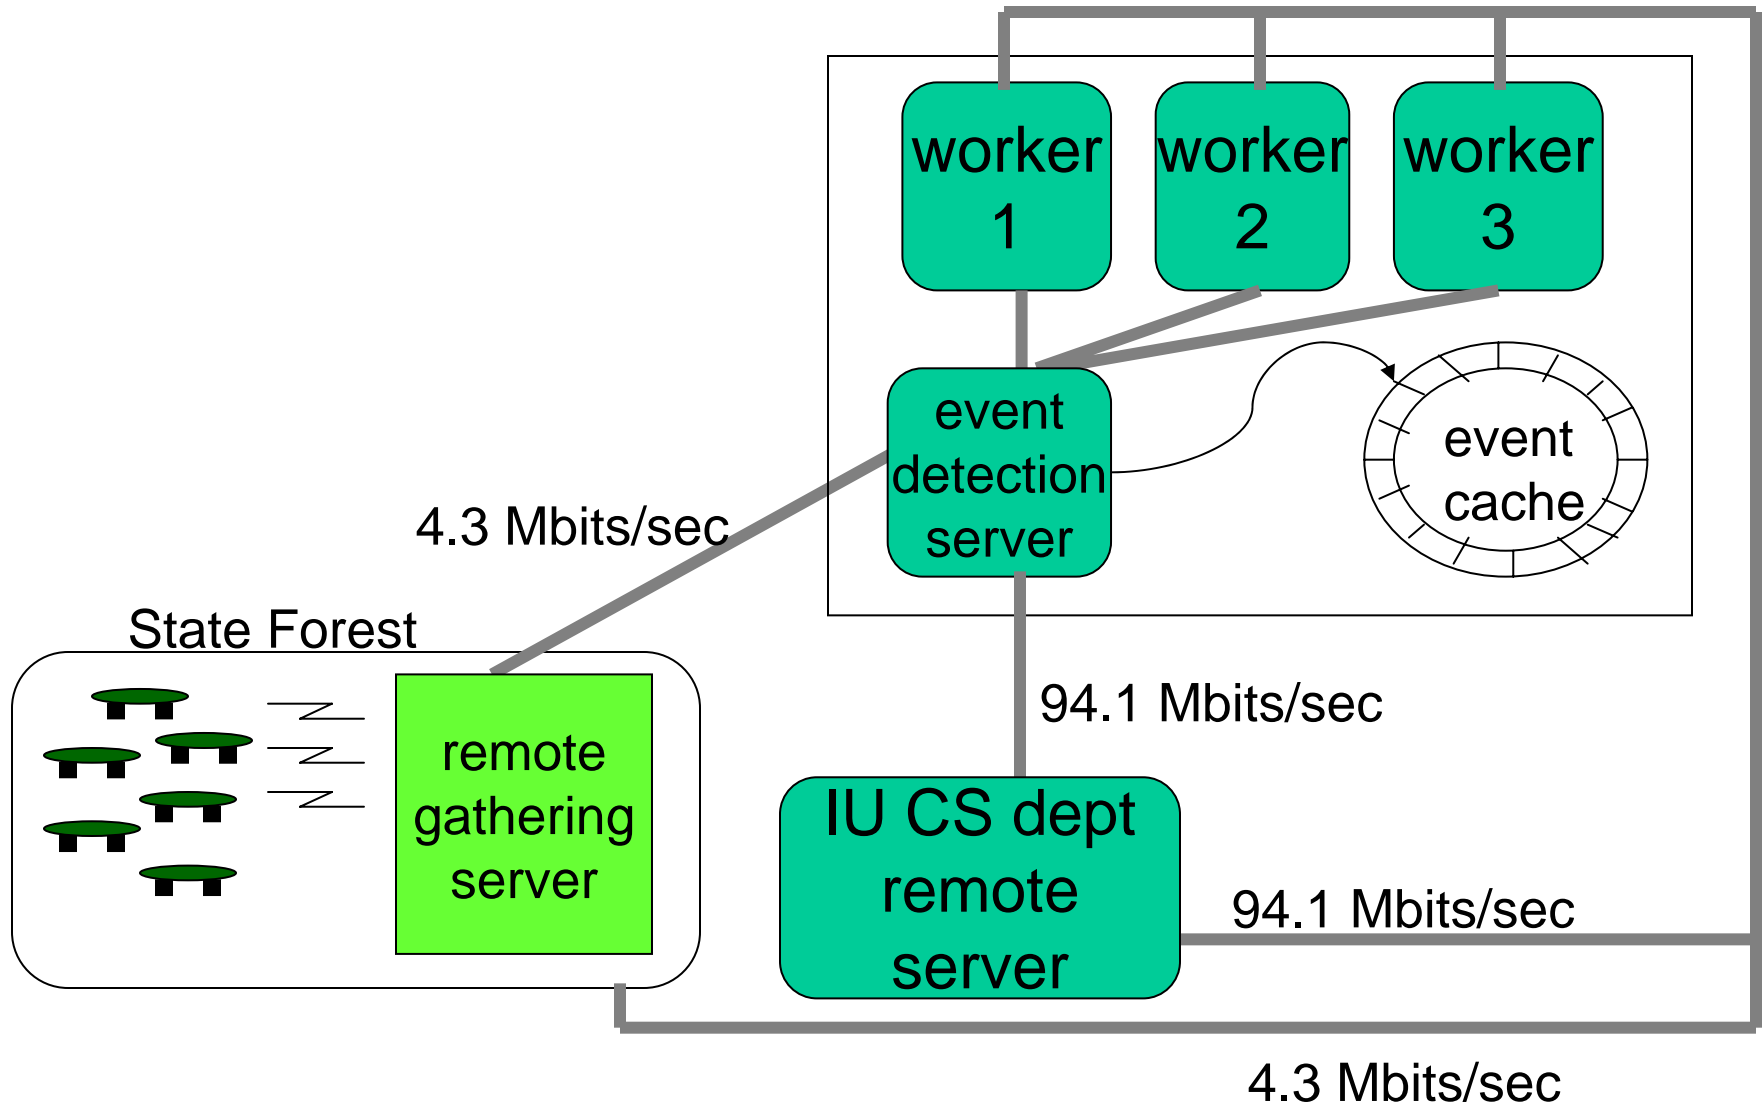 worker
1
worker
2
worker
3
event
detection
server
event
cache
4.3 Mbits/sec
State Forest
remote
gathering
server
94.1 Mbits/sec
IU CS dept
remote
server
94.1 Mbits/sec
4.3 Mbits/sec